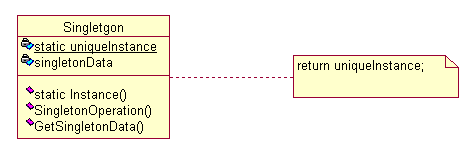 Singletgon
static uniqueInstance
singletonData
static Instance()
SingletonOperation()
GetSingletonData()
return uniqueInstance;